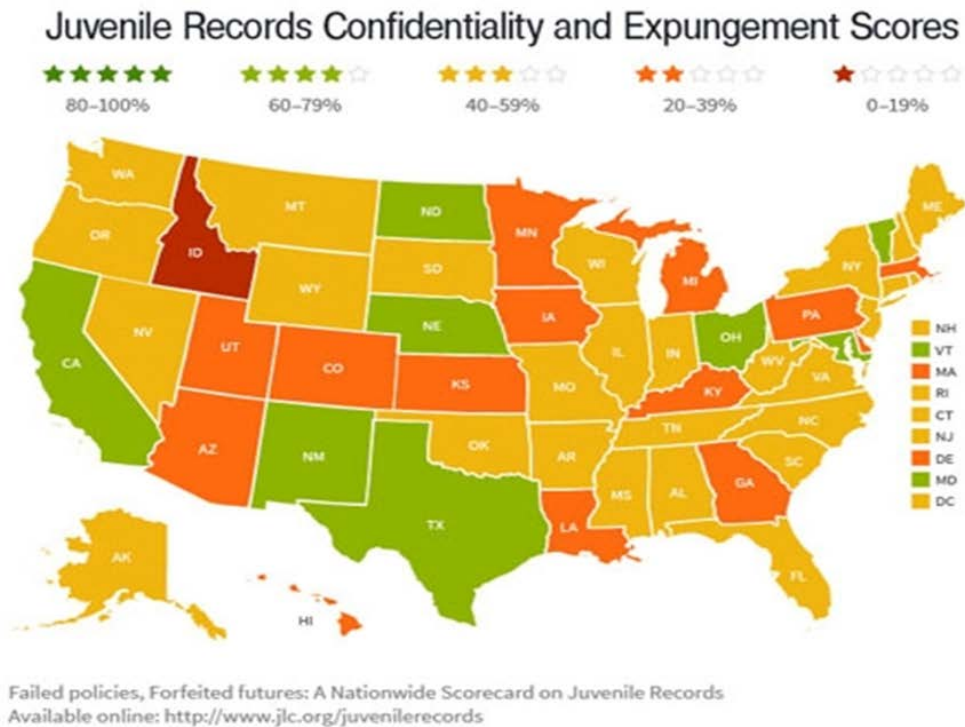 Juvenile Records Confidentiality and Expungement Scores
80–100% 60–79% 40–59% 20–39% 0–19%
WA
MT
ND
MN
ME
OR
ID
SD
WI
NY
WY
MI
NV
NE
IA
PA
NH
CA
UT
CO
IL
IN
OH
VT
KS
MO
KY
WV
VA
MA
RI
AZ
NM
OK
AR
TN
NC
CT
SC
NJ
TX
MS
AL
GA
DE
LA
MD
DC
AK
FL
HI
Failed policies, Forfeited futures: A Nationwide Scorecard on Juvenile Records
Available online: http://www.jlc.org/juvenilerecords